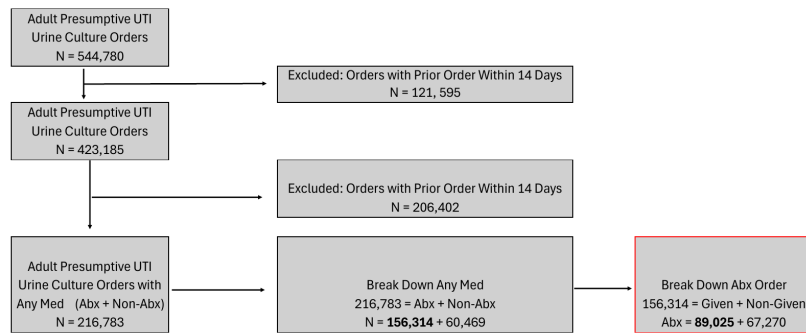 Adult Presumptive UTI
Urine Culture Orders
N = 544,780
Excluded: Orders with Prior Order Within 14 Days
N = 121, 595
Adult Presumptive UTI
Urine Culture Orders
N = 423,185
Excluded: Orders with Prior Order Within 14 Days
N = 206,402
Adult Presumptive UTI
Urine Culture Orders with
Any Med (Abx + Non-Abx)
N = 216,783
Break Down Any Med
216,783 = Abx + Non-Abx
N = 156,314 + 60,469
Break Down Abx Order
156,314 = Given + Non-Given
Abx = 89,025 + 67,270